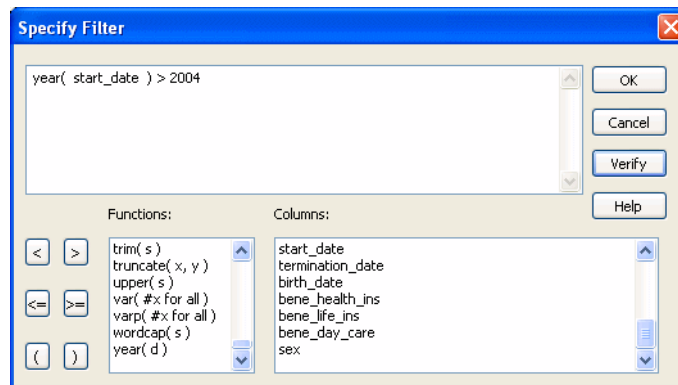 Specify Filter
year( start_date ) > 2004
OK
Cancel
Verify
Help
Functions:
Columns:
<
>
<=
>=
(
)
trim( s )
truncate( x, y )
upper( s )
var( #x for all )
varp( #x for all )
wordcap( s )
year( d )
start_date
termination_date
birth_date
bene_health_ins
bene_life_ins
bene_day_care
sex